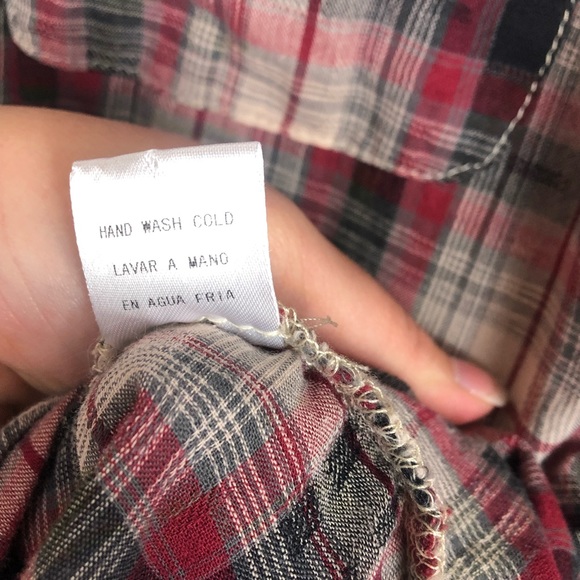 HAND WASH COLD
LAVAR A MANO
EN AGUA FRIA